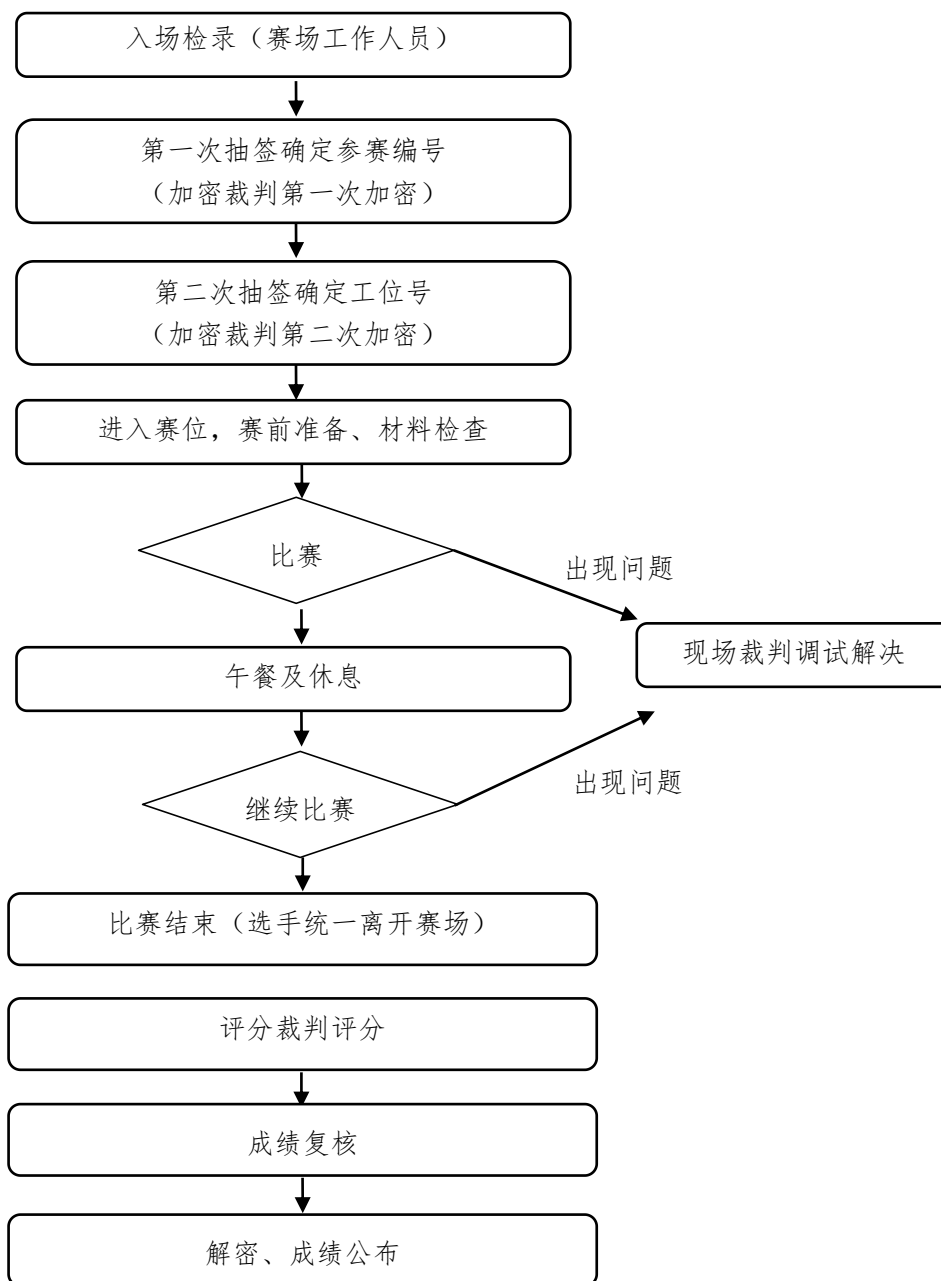 入场检录（赛场工作人员）
第一次抽签确定参赛编号
（加密裁判第一次加密）
第二次抽签确定工位号
（加密裁判第二次加密）
进入赛位，赛前准备、材料检查
比赛
出现问题
现场裁判调试解决
午餐及休息
出现问题
继续比赛
比赛结束（选手统一离开赛场）
评分裁判评分
成绩复核
解密、成绩公布